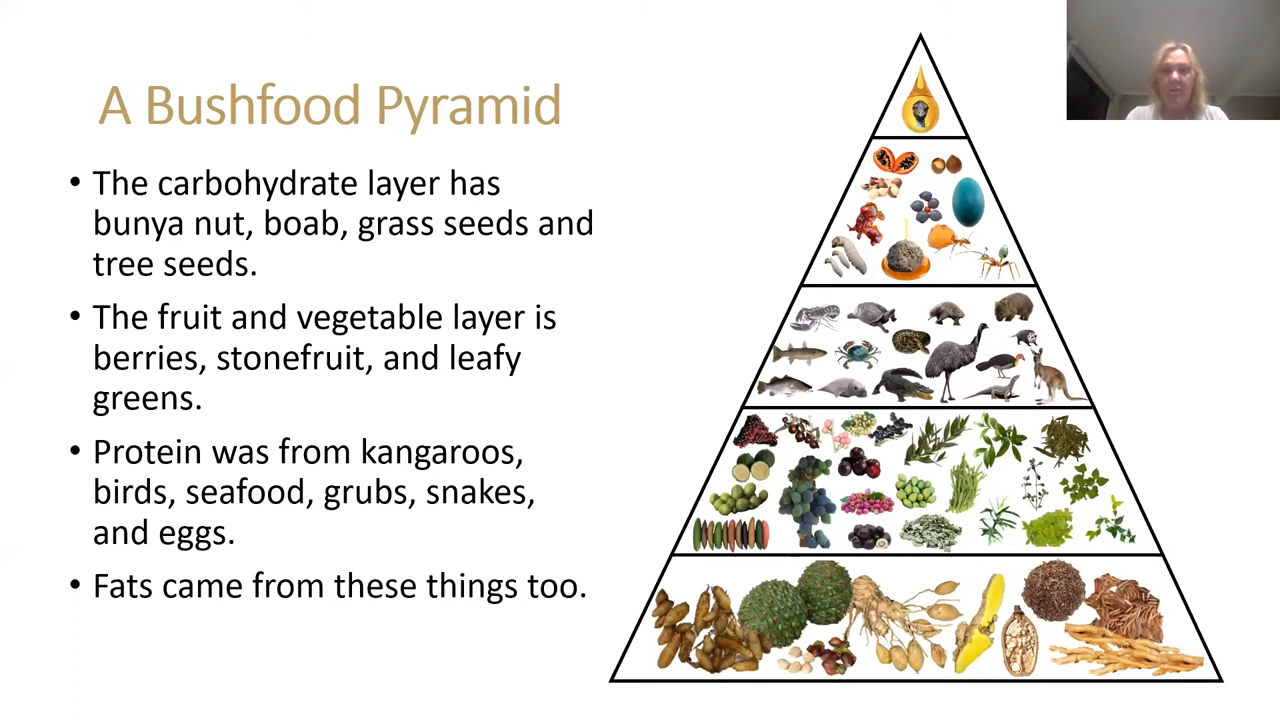 A Bushfood Pyramid
• The carbohydrate layer has
bunya nut, boab, grass seeds and
tree seeds.
• The fruit and vegetable layer is
berries, stonefruit, and leafy
greens.
• Protein was from kangaroos,
birds, seafood, grubs, snakes,
and eggs.
• Fats came from these things too.